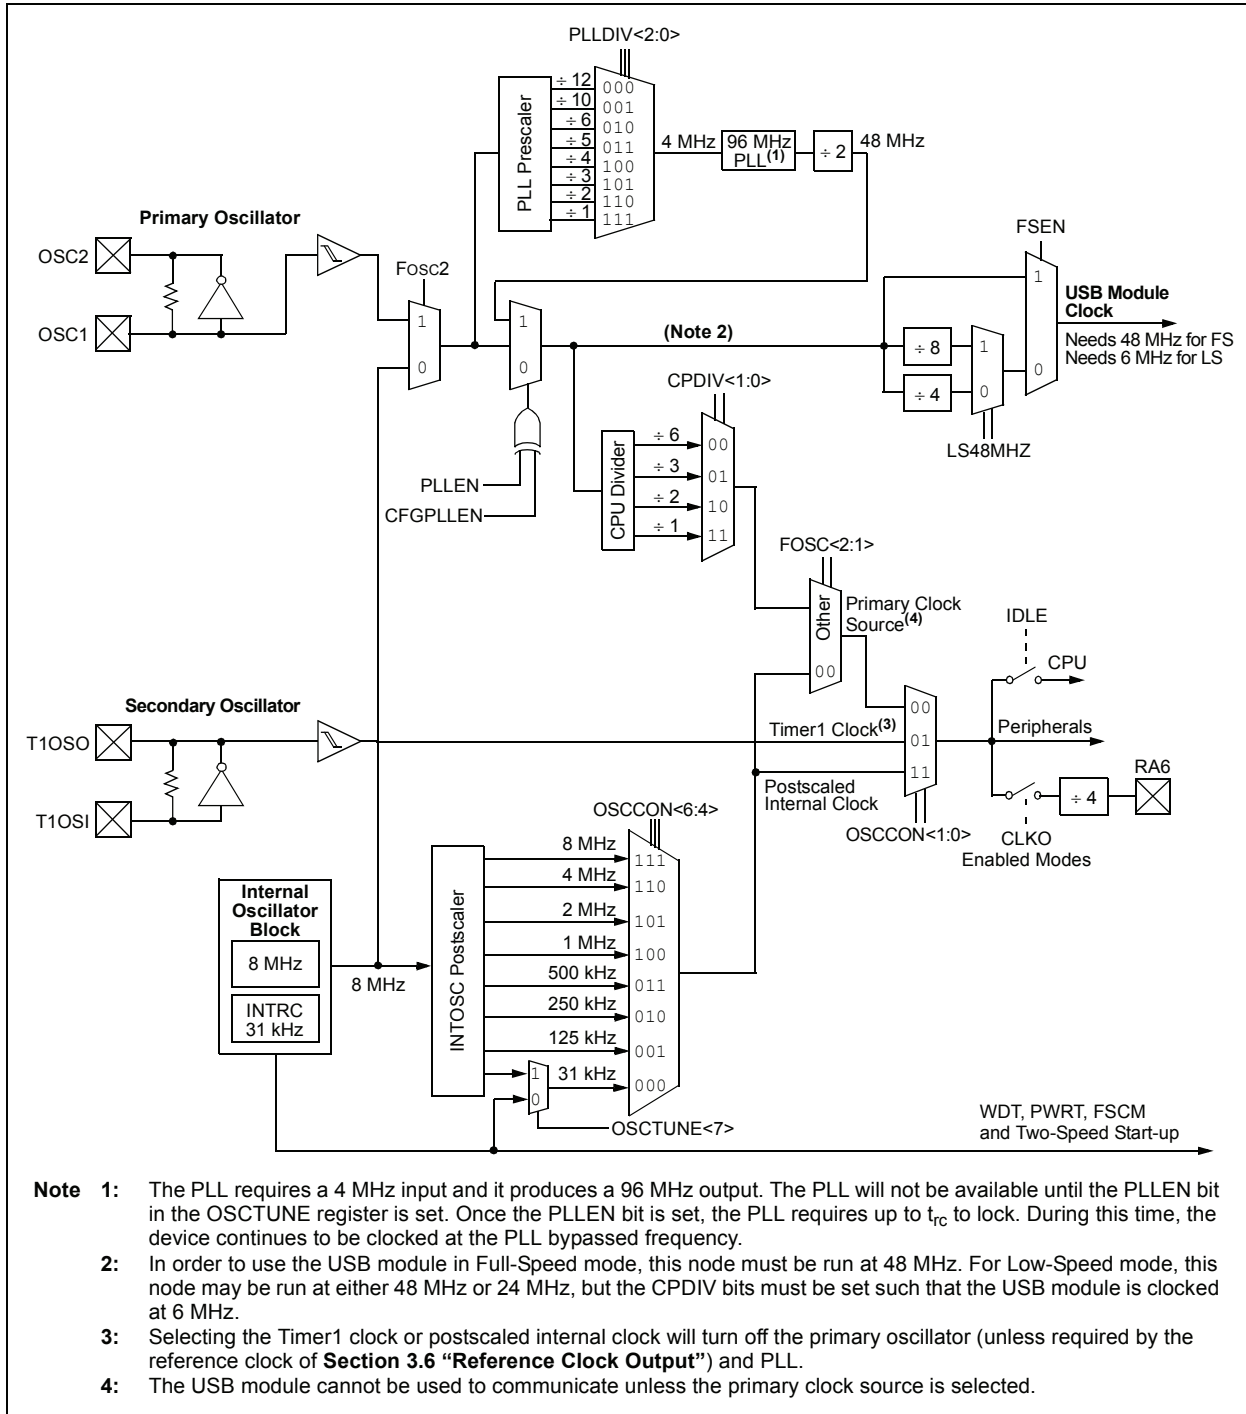 PLLDIV<2:0>
PLL Prescaler
÷ 12
÷ 10
÷ 6
÷ 5
÷ 4
÷ 3
÷ 2
÷ 1
000
001
010
011
100
101
110
111
4 MHz
96 MHz
PLL(1)
÷ 2
48 MHz
Primary Oscillator
OSC2
OSC1
FOSC2
1
0
1
0
(Note 2)
PLLEN
CFGPLLEN
FSEN
1
0
USB Module
Clock
Needs 48 MHz for FS
Needs 6 MHz for LS
÷ 8
÷ 4
1
0
LS48MHZ
CPDIV<1:0>
CPU Divider
÷ 6
÷ 3
÷ 2
÷ 1
00
01
10
11
FOSC<2:1>
Other
00
Primary Clock
Source(4)
IDLE
CPU
Peripherals
RA6
÷ 4
CLKO
Enabled Modes
00
01
11
OSCCON<1:0>
Timer1 Clock(3)
Postscaled
Internal Clock
Secondary Oscillator
T1OSO
T1OSI
OSCCON<6:4>
Internal
Oscillator
Block
8 MHz
INTRC
31 kHz
8 MHz
INTOSC Postscaler
8 MHz
4 MHz
2 MHz
1 MHz
500 kHz
250 kHz
125 kHz
31 kHz
111
110
101
100
011
010
001
000
1
0
OSCTUNE<7>
WDT, PWRT, FSCM
and Two-Speed Start-up
Note 1: The PLL requires a 4 MHz input and it produces a 96 MHz output. The PLL will not be available until the PLLEN bit
in the OSCTUNE register is set. Once the PLLEN bit is set, the PLL requires up to trc to lock. During this time, the
device continues to be clocked at the PLL bypassed frequency.
2: In order to use the USB module in Full-Speed mode, this node must be run at 48 MHz. For Low-Speed mode, this
node may be run at either 48 MHz or 24 MHz, but the CPDIV bits must be set such that the USB module is clocked
at 6 MHz.
3: Selecting the Timer1 clock or postscaled internal clock will turn off the primary oscillator (unless required by the
reference clock of Section 3.6 “Reference Clock Output”) and PLL.
4: The USB module cannot be used to communicate unless the primary clock source is selected.